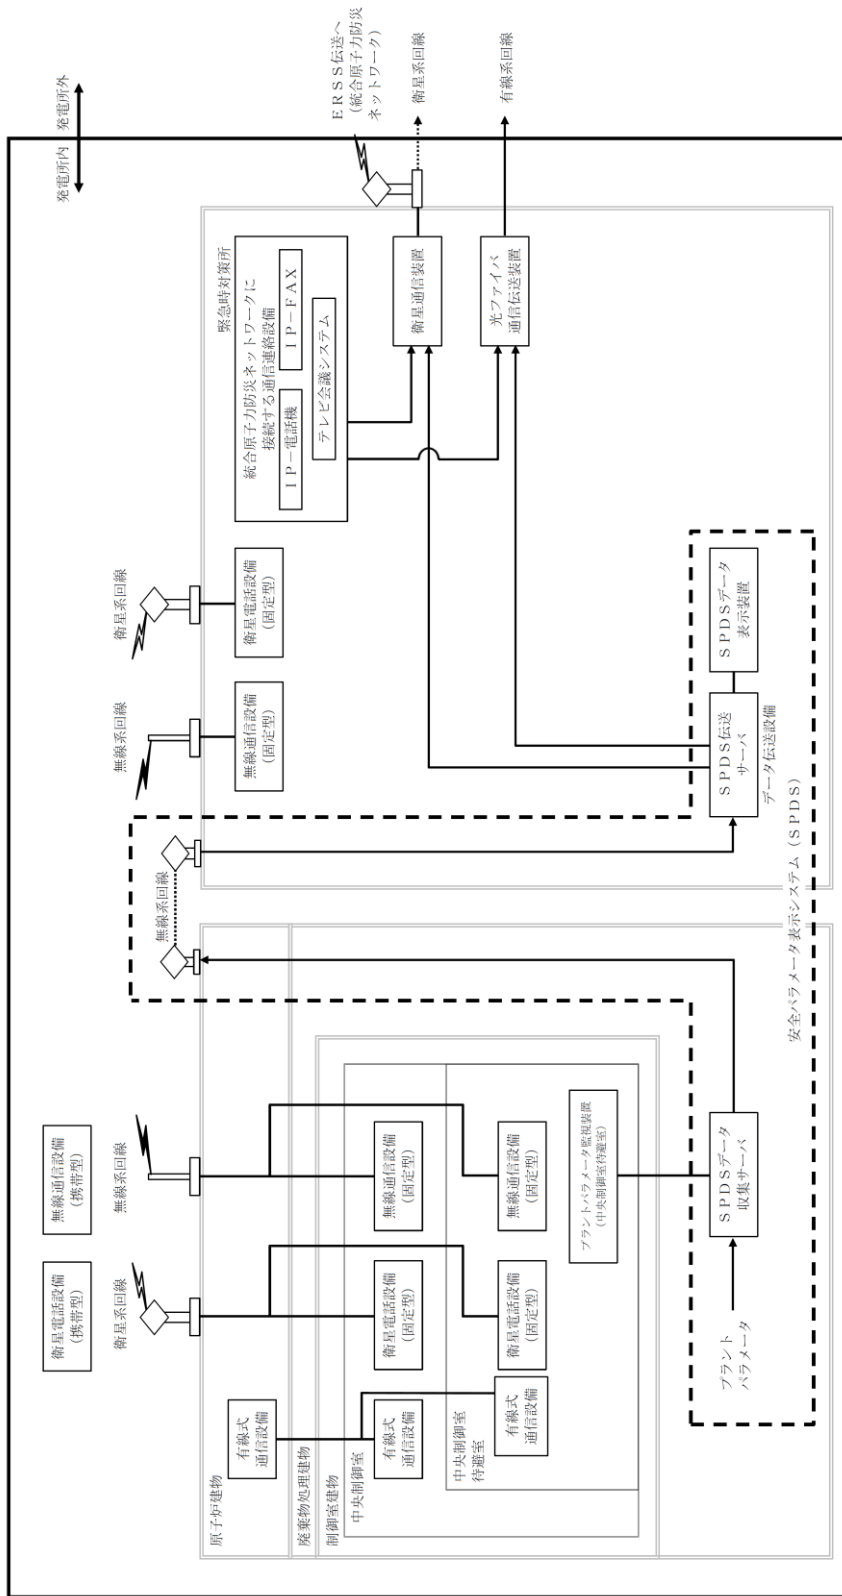 発電所内　発電所外
衛星電話設備
（携帯型）
無線通信設備
（携帯型）
衛星系回線
無線系回線
無線系回線
無線系回線
衛星系回線
ＥＲＳＳ伝送へ
（統合原子力防災
ネットワーク）
衛星系回線
有線系回線
原子炉建物
有線式
通信設備
廃棄物処理建物
制御室建物
中央制御室
有線式
通信設備
衛星電話設備
（固定型）
無線通信設備
（固定型）
中央制御室
待避室
有線式
通信設備
衛星電話設備
（固定型）
無線通信設備
（固定型）
プラントパラメータ監視装置
（中央制御室待避室）
プラント
パラメータ
ＳＰＤＳデータ
収集サーバ
安全パラメータ表示システム（ＳＰＤＳ）
無線通信設備
（固定型）
衛星電話設備
（固定型）
緊急時対策所
統合原子力防災ネットワークに
接続する通信連絡設備
ＩＰ－電話機
ＩＰ－ＦＡＸ
テレビ会議システム
衛星通信装置
光ファイバ
通信伝送装置
ＳＰＤＳ伝送
サーバ
データ伝送設備
ＳＰＤＳデータ
表示装置